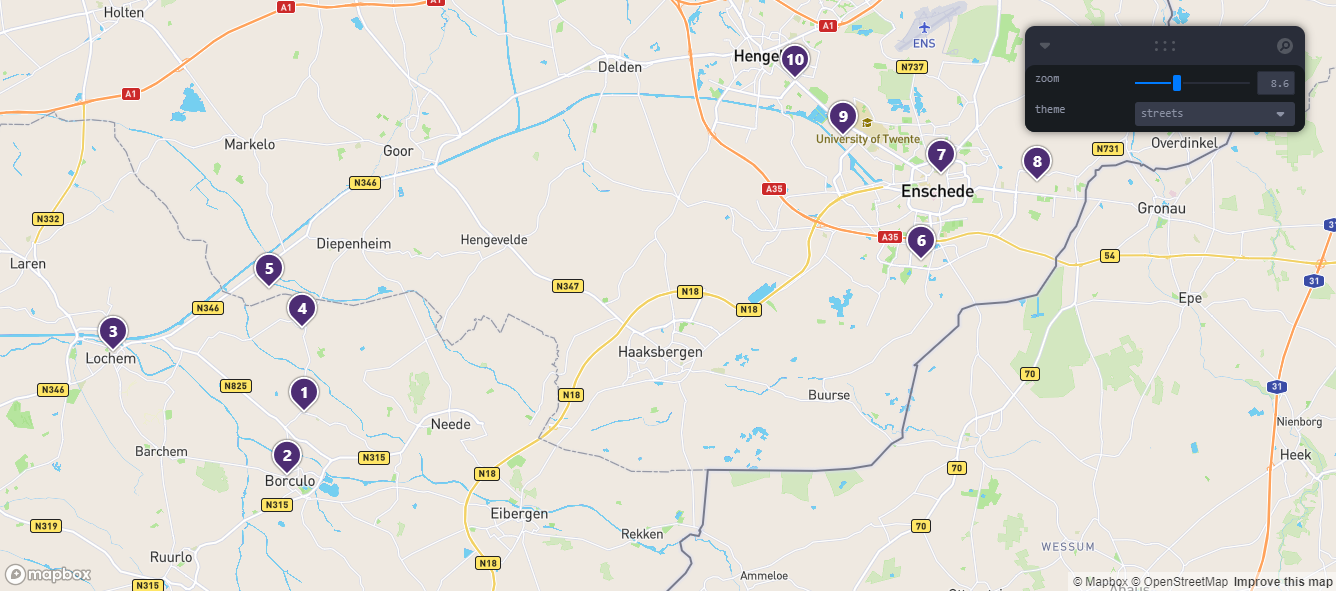 Holten
A1
A1
A1
ENS
Hengel
10
Delden
N737
zoom
8.6
A1
theme
streets
9
University of Twente
Markelo
Goor
7
8
N731
Overdinkel
N346
A35
Enschede
N332
Gronau
Diepenheim
Hengevelde
A35
6
31
Laren
5
54
N347
N18
31
Epe
N346
4
N18
3
Lochem
Haaksbergen
70
N346
N825
1
N18
Buurse
31
Neede
Nienborg
Barchem
2
N315
Heek
Borculo
N18
70
N315
Eibergen
N319
Rekken
70
Ruurlo
WESSUM
N18
mapbox
Ammeloe
N315
© Mapbox © OpenStreetMap Improve this map